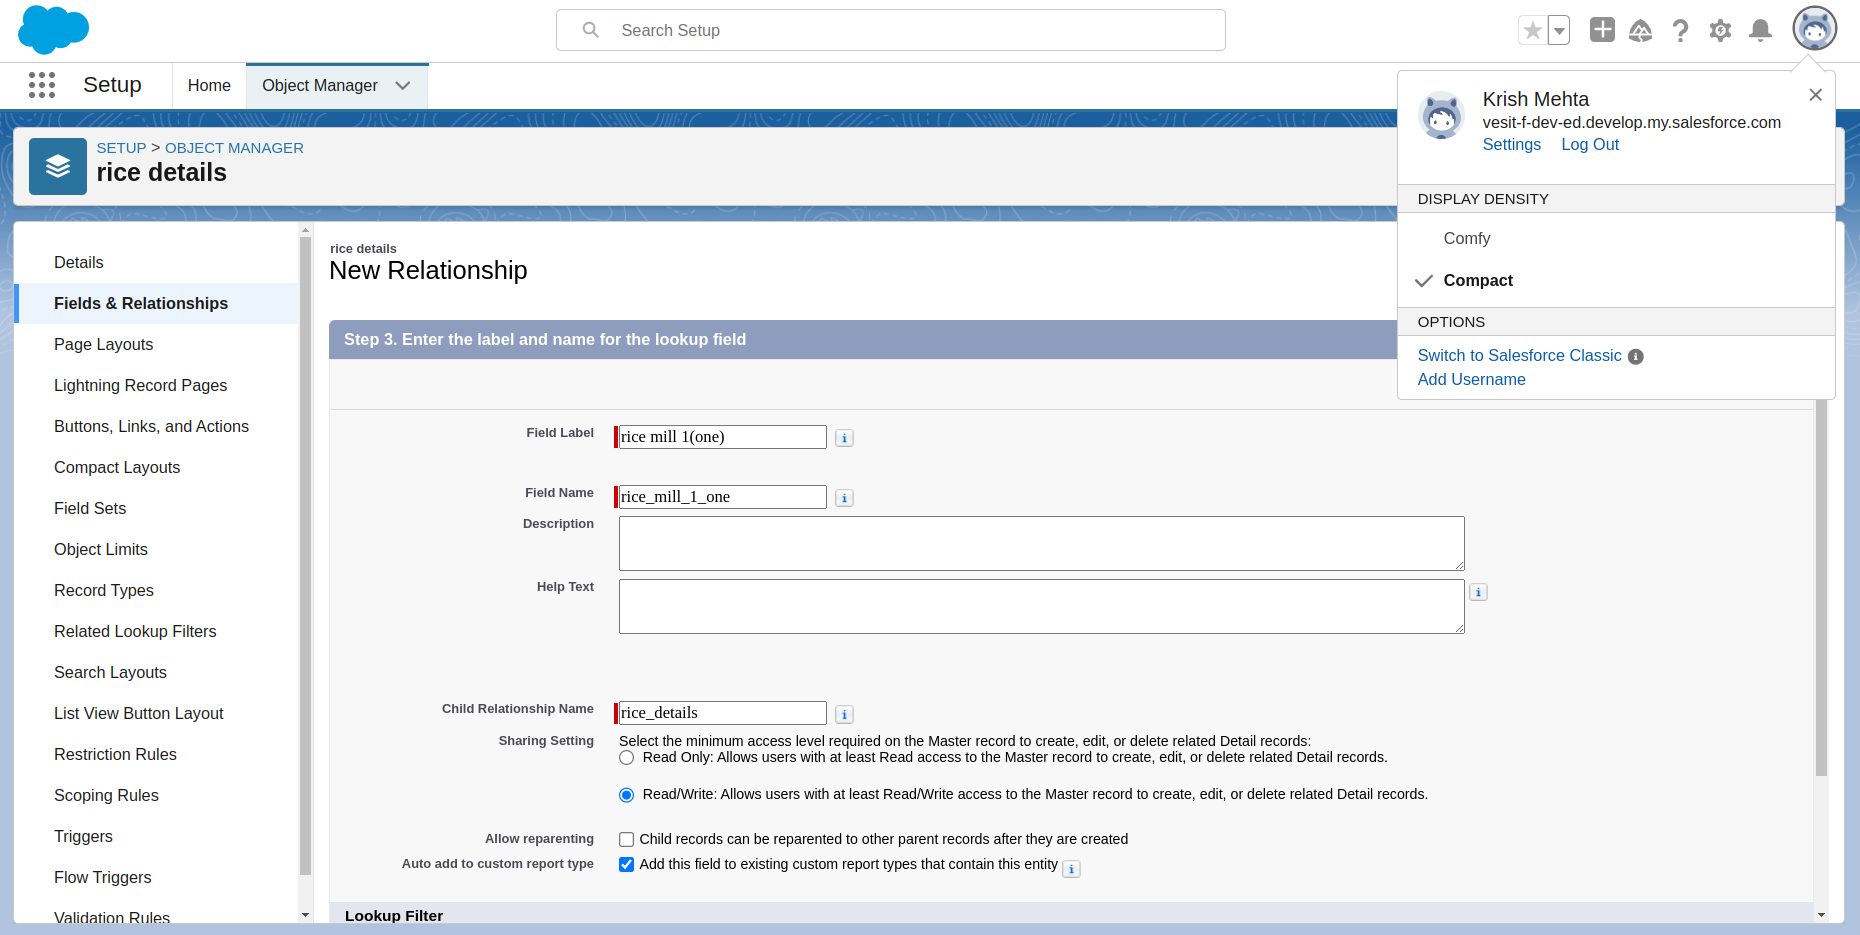 Search Setup
Setup
Home
Object Manager
Krish Mehta
vesit-f-dev-ed.develop.my.salesforce.com
Settings Log Out
DISPLAY DENSITY
Comfy
Compact
OPTIONS
Switch to Salesforce Classic
Add Username
SETUP > OBJECT MANAGER
rice details
Details
Fields & Relationships
Page Layouts
Lightning Record Pages
Buttons, Links, and Actions
Compact Layouts
Field Sets
Object Limits
Record Types
Related Lookup Filters
Search Layouts
List View Button Layout
Restriction Rules
Scoping Rules
Triggers
Flow Triggers
Validation Rules
rice details
New Relationship
Step 3. Enter the label and name for the lookup field
Field Label rice mill 1(one)
Field Name rice_mill_1_one
Description
Help Text
Child Relationship Name rice_details
Sharing Setting Select the minimum access level required on the Master record to create, edit, or delete related Detail records:
Read Only: Allows users with at least Read access to the Master record to create, edit, or delete related Detail records.
Read/Write: Allows users with at least Read/Write access to the Master record to create, edit, or delete related Detail records.
Allow reparenting Child records can be reparented to other parent records after they are created
Auto add to custom report type Add this field to existing custom report types that contain this entity
Lookup Filter